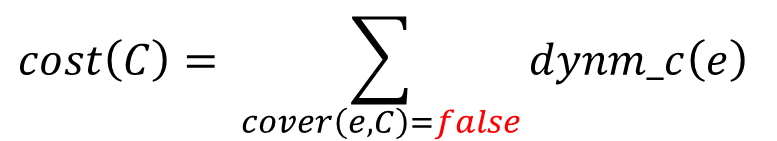 cost(C) = ∑ dynm_c(e)
cover(e,C)=false